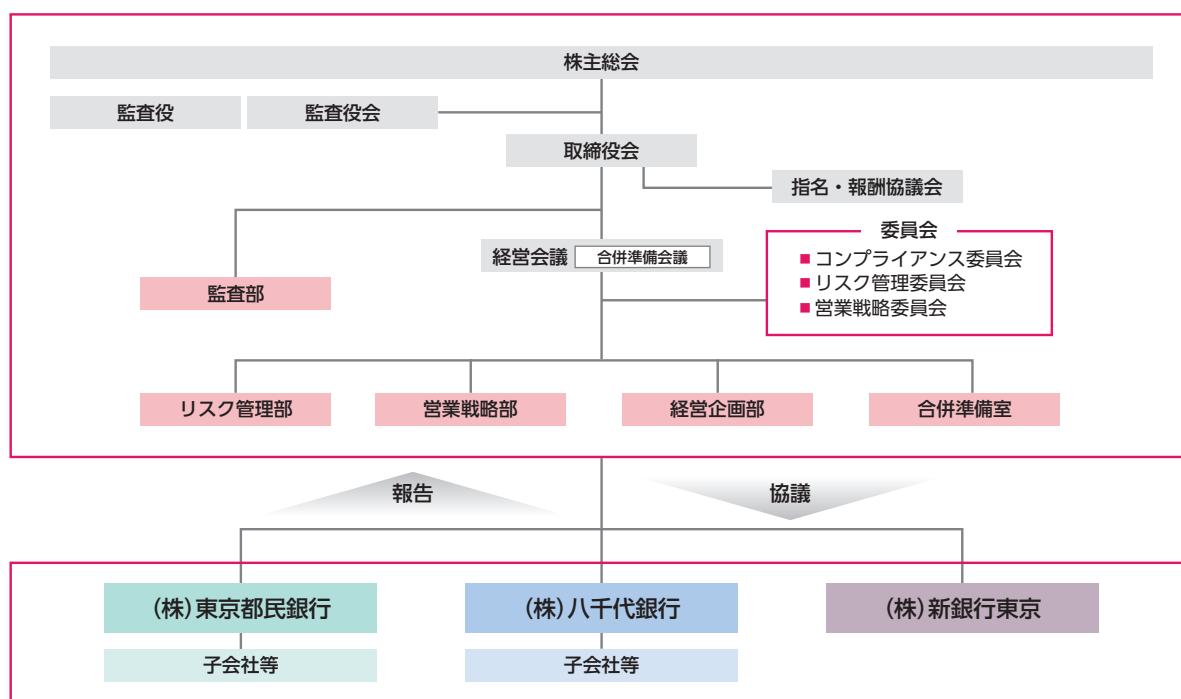 株主総会
監査役
監査役会
取締役会
指名・報酬協議会
経営会議
合併準備会議
委員会
■コンプライアンス委員会
■リスク管理委員会
■営業戦略委員会
監査部
リスク管理部
営業戦略部
経営企画部
合併準備室
報告
協議
(株)東京都民銀行
(株)八千代銀行
(株)新銀行東京
子会社等
子会社等